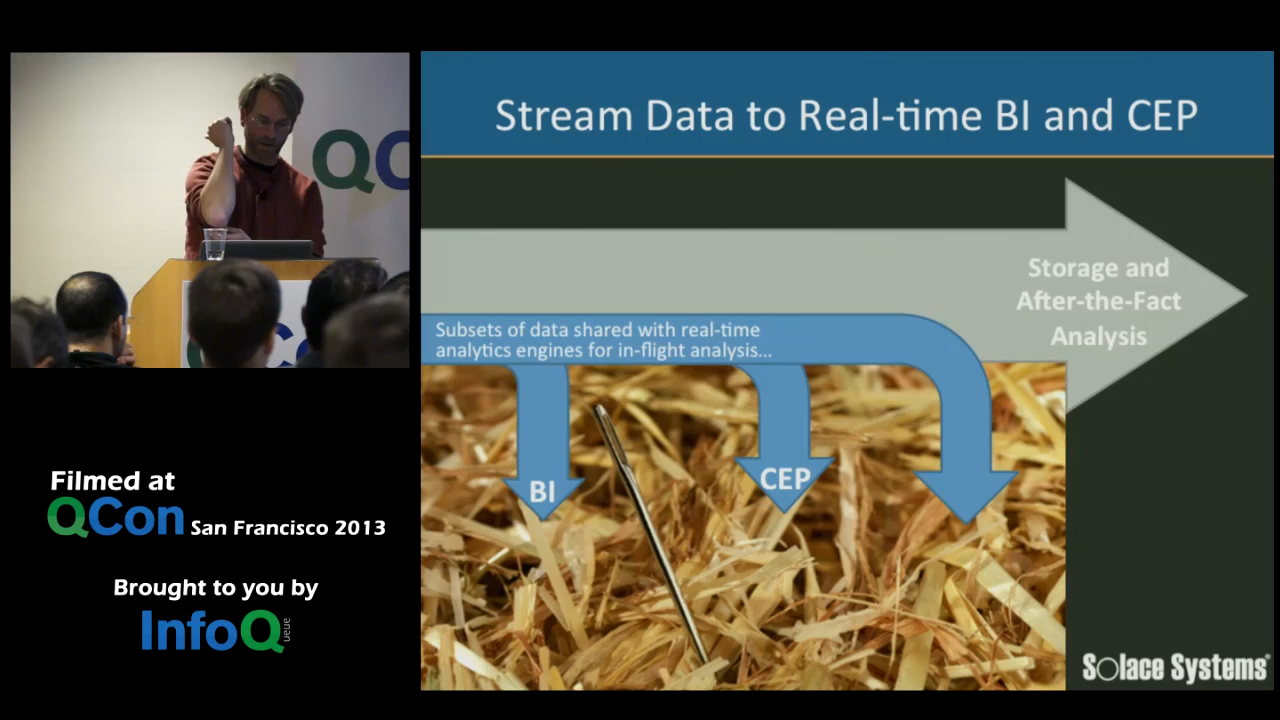 QC
Stream Data to Real-time BI and CEP
Storage and
After-the-Fact
Analysis
Subsets of data shared with real-time
analytics engines for in-flight analysis...
BI
CEP
Solace Systems®
Filmed at
QCon San Francisco 2013
Brought to you by
InfoQueue